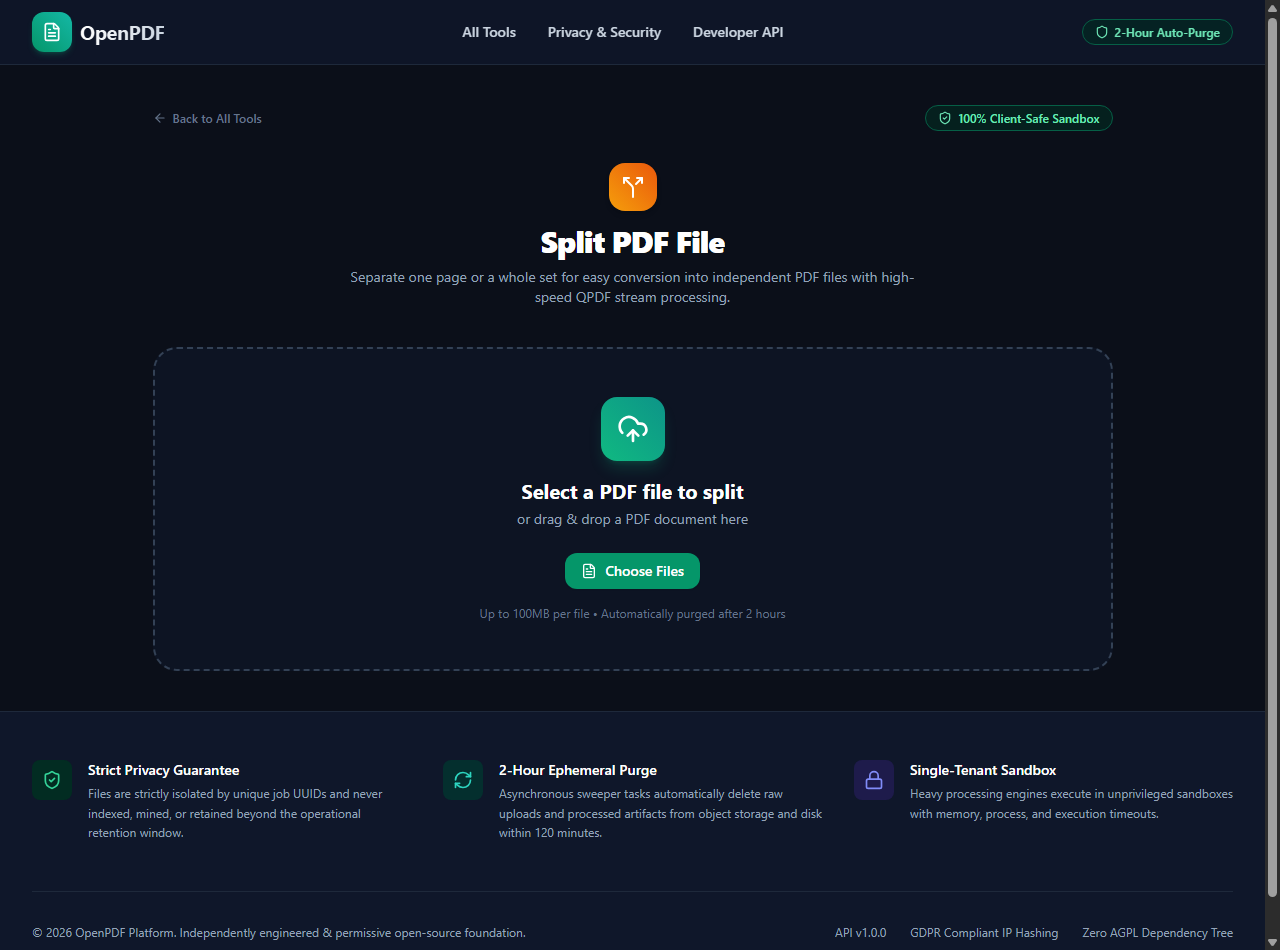 OpenPDF
All Tools
Privacy & Security
Developer API
2-Hour Auto-Purge
Back to All Tools
100% Client-Safe Sandbox
Split PDF File
Separate one page or a whole set for easy conversion into independent PDF files with high-
speed QPDF stream processing.
Select a PDF file to split
or drag & drop a PDF document here
Choose Files
Up to 100MB per file • Automatically purged after 2 hours
Strict Privacy Guarantee
Files are strictly isolated by unique job UUIDs and never
indexed, mined, or retained beyond the operational
retention window.
2-Hour Ephemeral Purge
Asynchronous sweeper tasks automatically delete raw
uploads and processed artifacts from object storage and disk
within 120 minutes.
Single-Tenant Sandbox
Heavy processing engines execute in unprivileged sandboxes
with memory, process, and execution timeouts.
© 2026 OpenPDF Platform. Independently engineered & permissive open-source foundation.
API v1.0.0
GDPR Compliant IP Hashing
Zero AGPL Dependency Tree